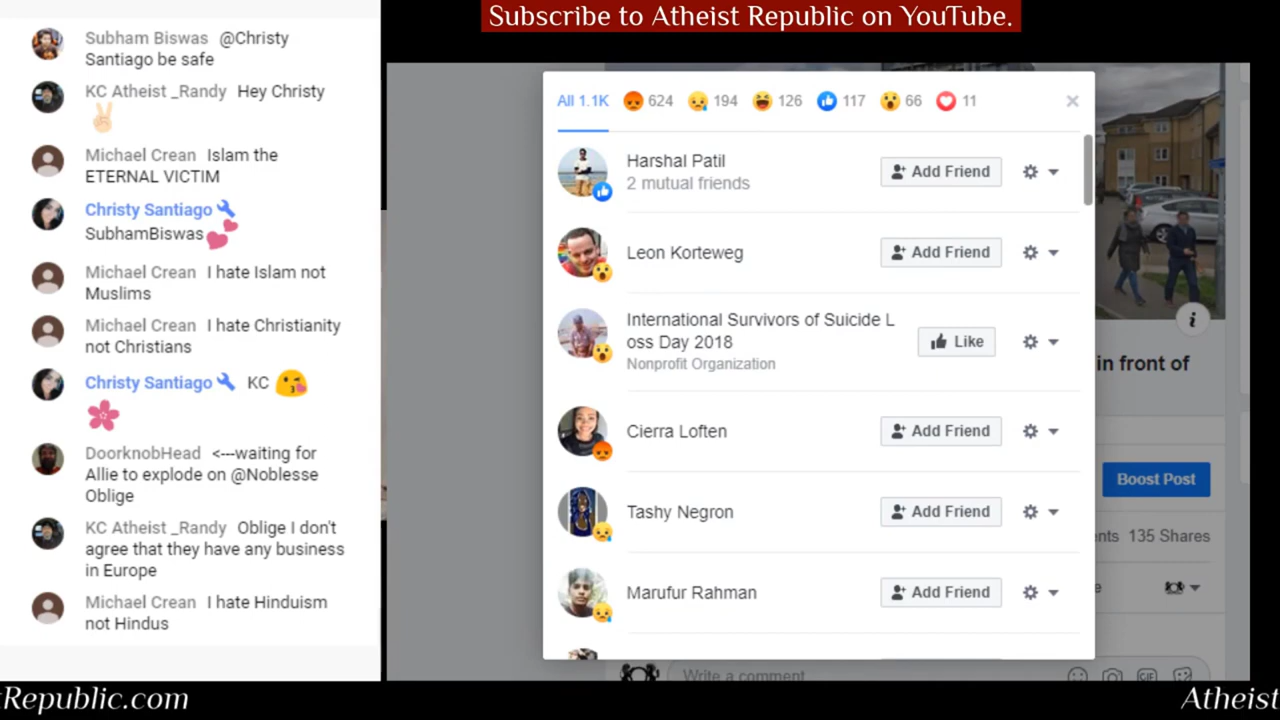 Subscribe to Atheist Republic on YouTube.
Subham Biswas @Christy
Santiago be safe
KC Atheist _Randy Hey Christy
Michael Crean Islam the
ETERNAL VICTIM
Christy Santiago
SubhamBiswas
Michael Crean I hate Islam not
Muslims
Michael Crean I hate Christianity
not Christians
Christy Santiago KC
DoorknobHead <---waiting for
Allie to explode on @Noblesse
Oblige
KC Atheist _Randy Oblige I don't
agree that they have any business
in Europe
Michael Crean I hate Hinduism
not Hindus
All 1.1K 624 194 126 117 66 11
Harshal Patil
2 mutual friends
Add Friend
Leon Korteweg
Add Friend
International Survivors of Suicide L
oss Day 2018
Nonprofit Organization
Like
Cierra Loften
Add Friend
Tashy Negron
Add Friend
Marufur Rahman
Add Friend
in front of
Boost Post
nts 135 Shares
e
Write a comment
GIF
tRepublic.com
Atheist